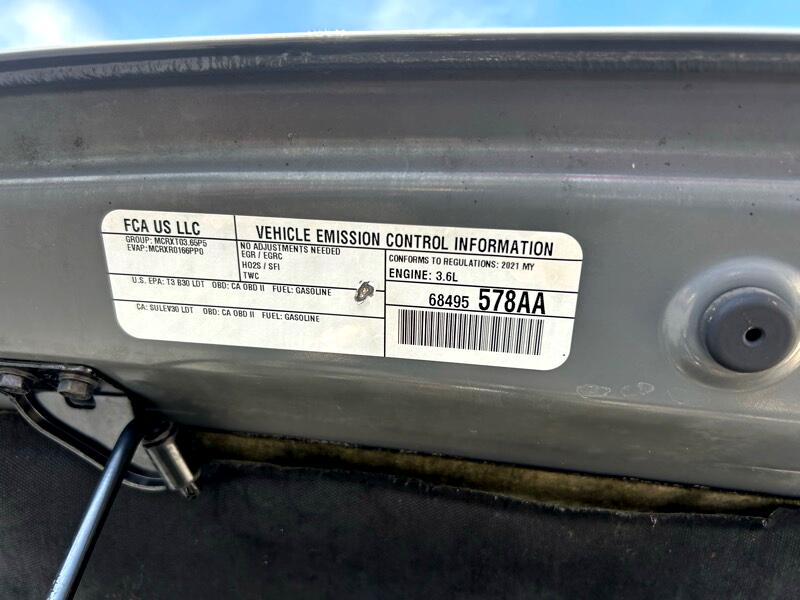 FCA US LLC
GROUP: MCRXT03.65P5
EVAP: MCRXR0166PP0
VEHICLE EMISSION CONTROL INFORMATION
NO ADJUSTMENTS NEEDED
EGR / EGRC
HO2S / SFI
TWC
CONFORMS TO REGULATIONS: 2021 MY
ENGINE: 3.6L
U.S. EPA: T3 B30 LDT OBD: CA OBD II FUEL: GASOLINE
CA: SULEV30 LDT OBD: CA OBD II FUEL: GASOLINE
68495 578AA